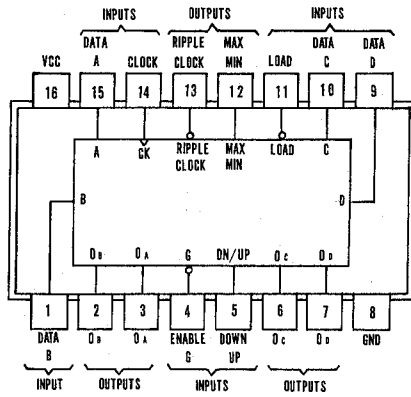 INPUTS OUTPUTS INPUTS
DATA RIPPLE MAX DATA DATA
VCC A CLOCK CLOCK MIN LOAD C D
16 15 14 13 12 11 10 9
A CK RIPPLE MAX LOAD C
CLOCK MIN
B D
QB QA G DN/UP QC QD
1 2 3 4 5 6 7 8
DATA QB QA ENABLE DOWN QC QD GND
B G UP
INPUT OUTPUTS INPUTS OUTPUTS